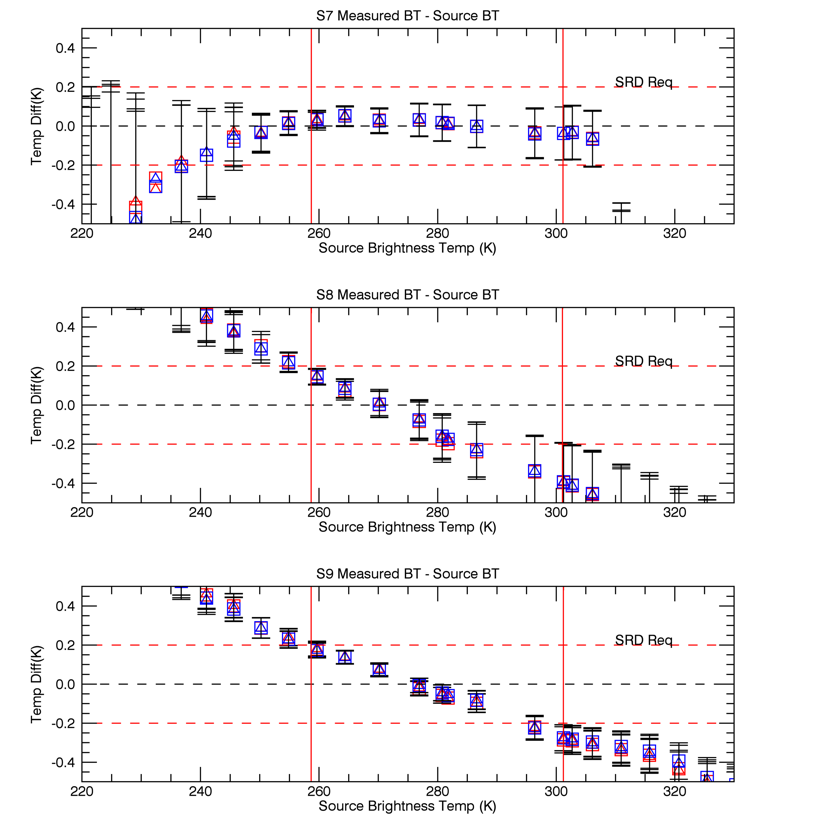 S7 Measured BT - Source BT
0.4
SRD Req
0.2
0.0
-0.2
-0.4
Temp Diff(K)
220 240 260 280 300 320
Source Brightness Temp (K)
S8 Measured BT - Source BT
0.4
SRD Req
0.2
0.0
-0.2
-0.4
Temp Diff(K)
220 240 260 280 300 320
Source Brightness Temp (K)
S9 Measured BT - Source BT
0.4
SRD Req
0.2
0.0
-0.2
-0.4
Temp Diff(K)
220 240 260 280 300 320
Source Brightness Temp (K)